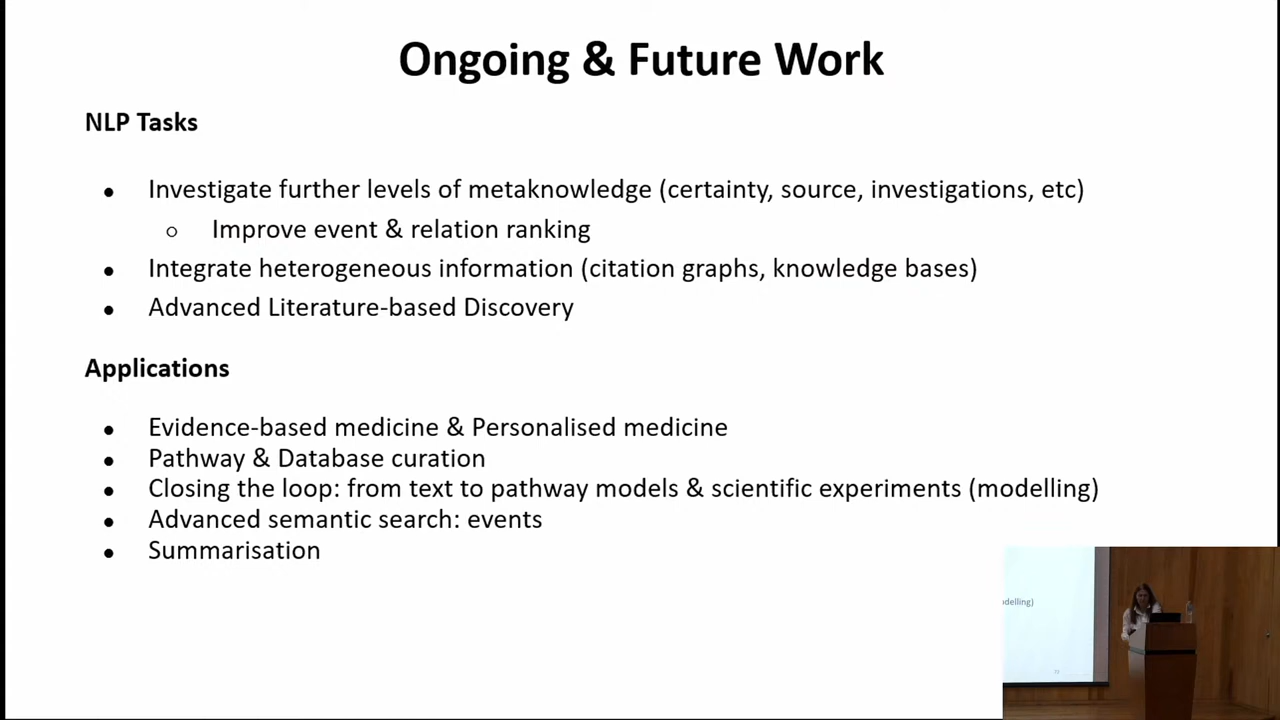 Ongoing & Future Work
NLP Tasks
● Investigate further levels of metaknowledge (certainty, source, investigations, etc)
○ Improve event & relation ranking
● Integrate heterogeneous information (citation graphs, knowledge bases)
● Advanced Literature-based Discovery
Applications
● Evidence-based medicine & Personalised medicine
● Pathway & Database curation
● Closing the loop: from text to pathway models & scientific experiments (modelling)
● Advanced semantic search: events
● Summarisation
odelling)